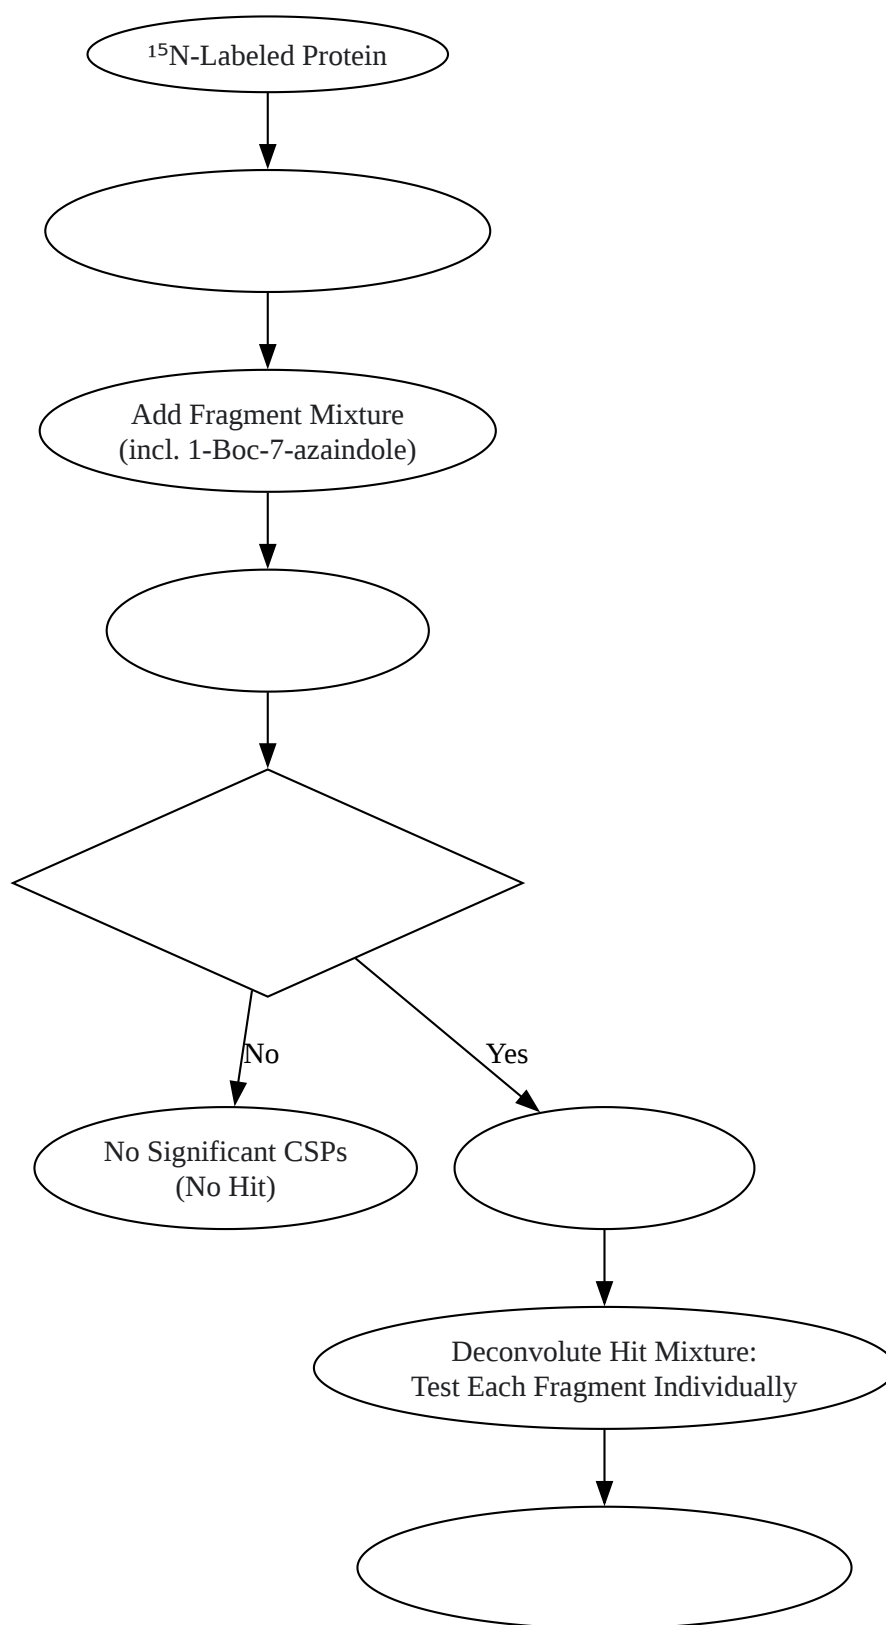 ¹⁵N-Labeled Protein
Add Fragment Mixture
(incl. 1-Boc-7-azaindole)
No
Yes
No Significant CSPs
(No Hit)
Deconvolute Hit Mixture:
Test Each Fragment Individually